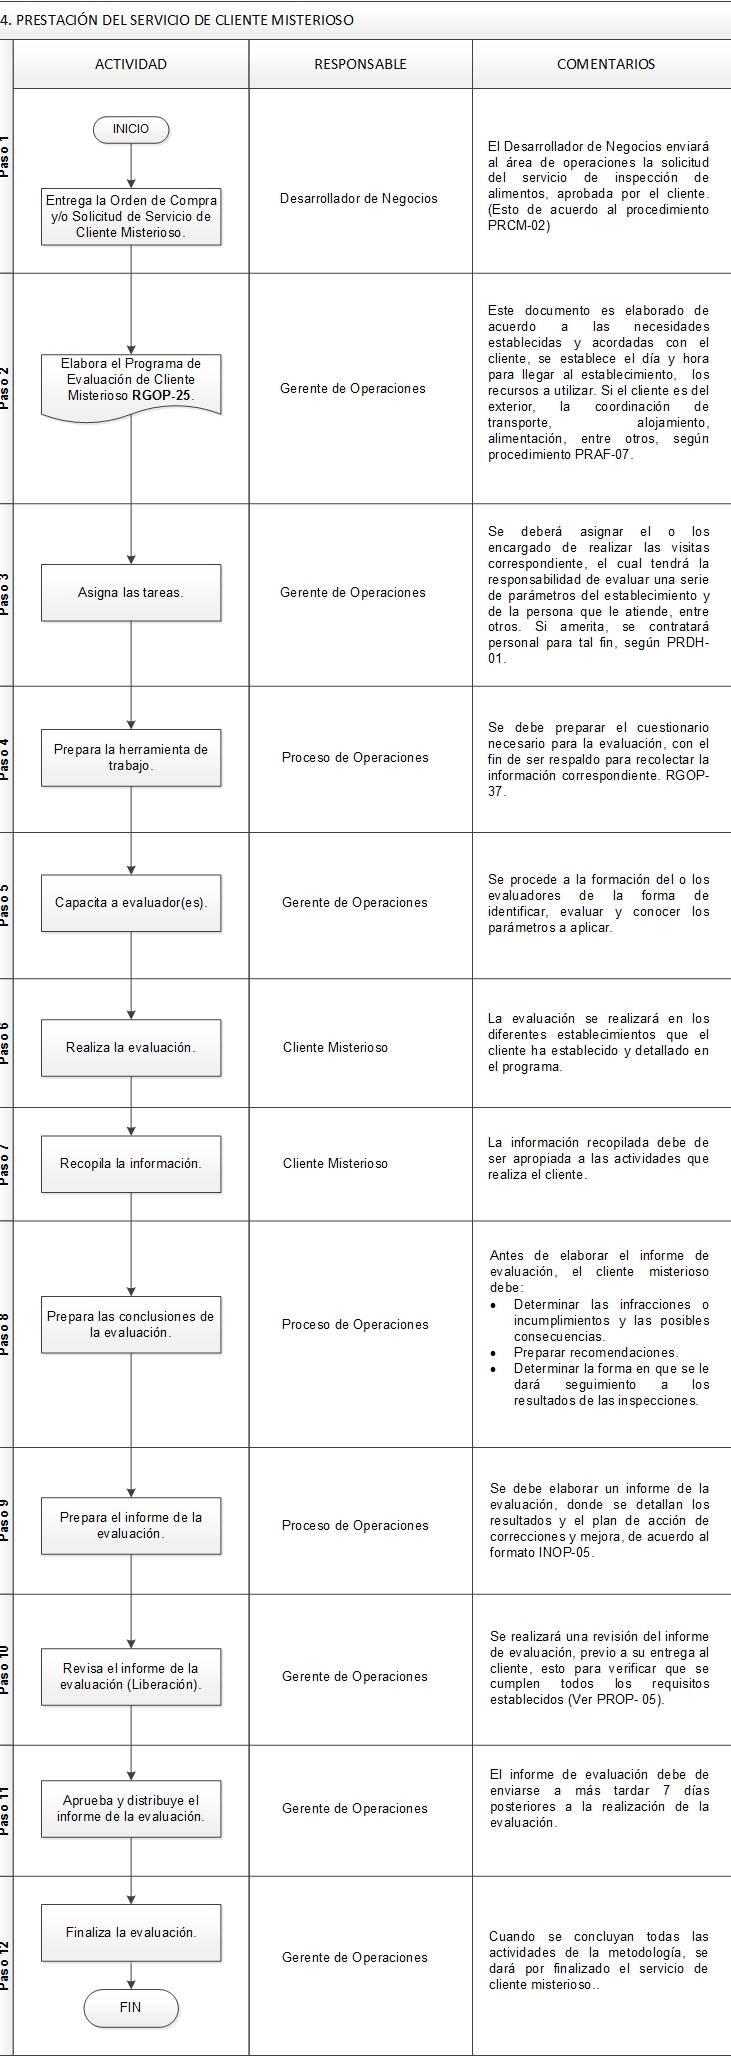 4. PRESTACIÓN DEL SERVICIO DE CLIENTE MISTERIOSO
ACTIVIDAD
RESPONSABLE
COMENTARIOS
Paso 1
INICIO
Entrega la Orden de Compra
y/o Solicitud de Servicio de
Cliente Misterioso.
Desarrollador de Negocios
El Desarrollador de Negocios enviará
al área de operaciones la solicitud
del servicio de inspección de
alimentos, aprobada por el cliente.
(Esto de acuerdo al procedimiento
PRCM-02)
Paso 2
Elabora el Programa de
Evaluación de Cliente
Misterioso RGOP-25.
Gerente de Operaciones
Este documento es elaborado de
acuerdo a las necesidades
establecidas y acordadas con el
cliente, se establece el día y hora
para llegar al establecimiento, los
recursos a utilizar. Si el cliente es del
exterior, la coordinación de
transporte, alojamiento,
alimentación, entre otros, según
procedimiento PRAF-07.
Paso 3
Asigna las tareas.
Gerente de Operaciones
Se deberá asignar el o los
encargado de realizar las visitas
correspondiente, el cual tendrá la
responsabilidad de evaluar una serie
de parámetros del establecimiento y
de la persona que le atiende, entre
otros. Si amerita, se contratará
personal para tal fin, según PRDH-
01.
Paso 4
Prepara la herramienta de
trabajo.
Proceso de Operaciones
Se debe preparar el cuestionario
necesario para la evaluación, con el
fin de ser respaldo para recolectar la
información correspondiente. RGOP-
37.
Paso 5
Capacita a evaluador(es).
Gerente de Operaciones
Se procede a la formación del o los
evaluadores de la forma de
identificar, evaluar y conocer los
parámetros a aplicar.
Paso 6
Realiza la evaluación.
Cliente Misterioso
La evaluación se realizará en los
diferentes establecimientos que el
cliente ha establecido y detallado en
el programa.
Paso 7
Recopila la información.
Cliente Misterioso
La información recopilada debe de
ser apropiada a las actividades que
realiza el cliente.
Paso 8
Prepara las conclusiones de
la evaluación.
Proceso de Operaciones
Antes de elaborar el informe de
evaluación, el cliente misterioso
debe:
• Determinar las infracciones o
incumplimientos y las posibles
consecuencias.
• Preparar recomendaciones.
• Determinar la forma en que se le
dará seguimiento a los
resultados de las inspecciones.
Paso 9
Prepara el informe de la
evaluación.
Proceso de Operaciones
Se debe elaborar un informe de la
evaluación, donde se detallan los
resultados y el plan de acción de
correcciones y mejora, de acuerdo al
formato INOP-05.
Paso 10
Revisa el informe de la
evaluación (Liberación).
Gerente de Operaciones
Se realizará una revisión del informe
de evaluación, previo a su entrega al
cliente, esto para verificar que se
cumplen todos los requisitos
establecidos (Ver PROP- 05).
Paso 11
Aprueba y distribuye el
informe de la evaluación.
Gerente de Operaciones
El informe de evaluación debe de
enviarse a más tardar 7 días
posteriores a la realización de la
evaluación.
Paso 12
Finaliza la evaluación.
FIN
Gerente de Operaciones
Cuando se concluyan todas las
actividades de la metodología, se
dará por finalizado el servicio de
cliente misterioso..